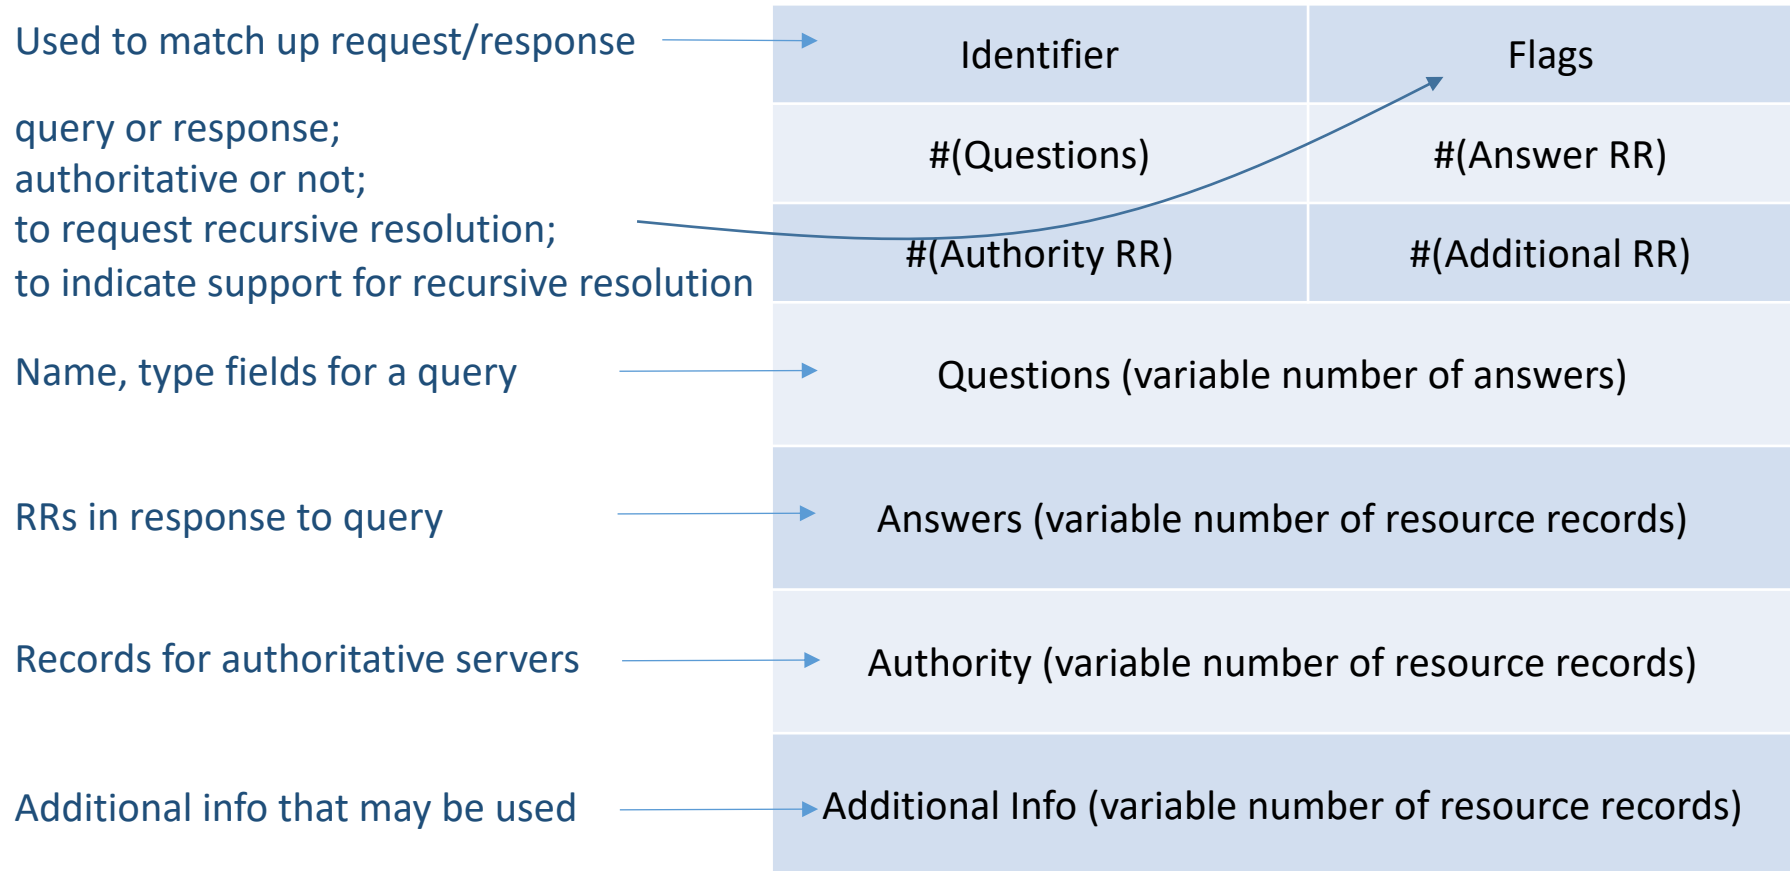 Used to match up request/response
Identifier
Flags
query or response;
authoritative or not;
to request recursive resolution;
to indicate support for recursive resolution
#(Questions)
#(Answer RR)
#(Authority RR)
#(Additional RR)
Name, type fields for a query
Questions (variable number of answers)
RRs in response to query
Answers (variable number of resource records)
Records for authoritative servers
Authority (variable number of resource records)
Additional info that may be used
Additional Info (variable number of resource records)